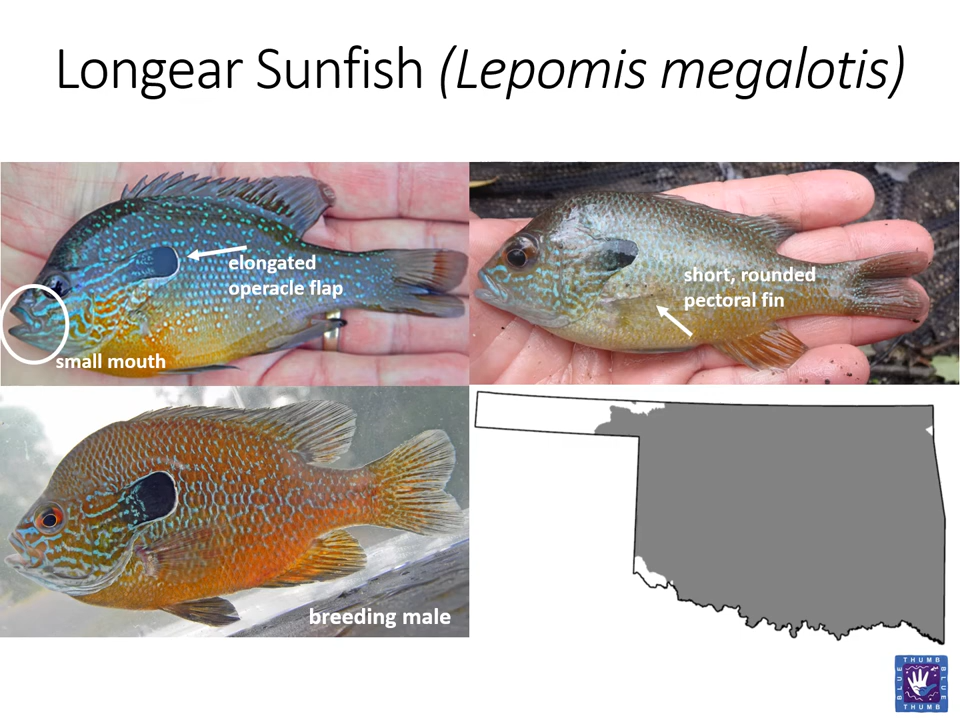 Longear Sunfish (Lepomis megalotis)
elongated
operacle flap
small mouth
short, rounded
pectoral fin
breeding male
BLUE
THUMB
BLUE
THUMB